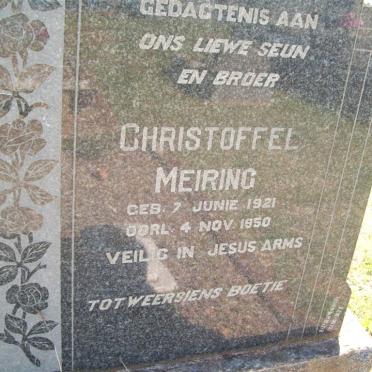 GEDAGTENIS AAN
ONS LIEWE SEUN
EN BROER
CHRISTOFFEL
MEIRING
GEB. 7 JUNIE 1921
OORL. 4 NOV. 1950
VEILIG IN JESUS ARMS
TOTWEERSIENS BOETIE